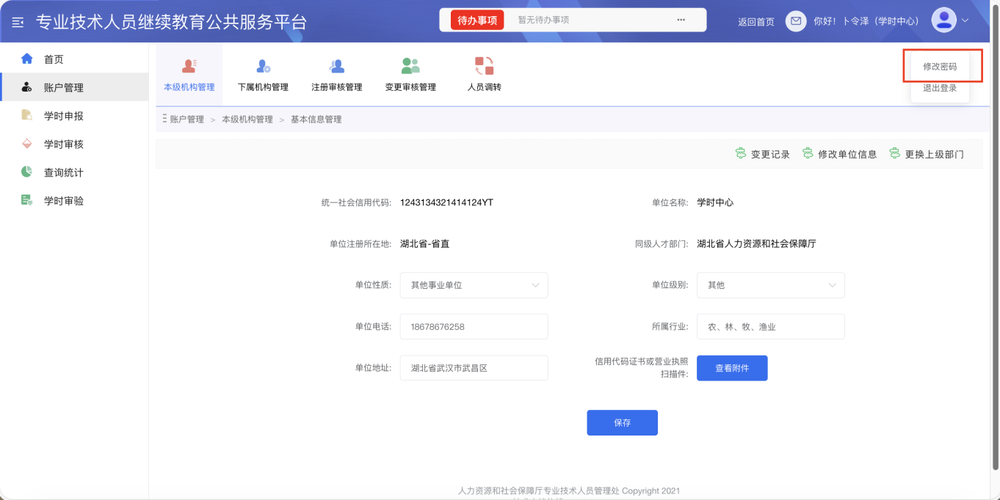 专业技术人员继续教育公共服务平台
待办事项 暂无待办事项 ···
返回首页 你好！卜令泽（学时中心）
修改密码
退出登录
首页
账户管理
学时申报
学时审核
查询统计
学时审验
本级机构管理 下属机构管理 注册审核管理 变更审核管理 人员调转
账户管理 > 本级机构管理 > 基本信息管理
变更记录 修改单位信息 更换上级部门
统一社会信用代码: 1243134321414124YT 单位名称: 学时中心
单位注册所在地: 湖北省-省直 同级人才部门: 湖北省人力资源和社会保障厅
单位性质: 其他事业单位 单位级别: 其他
单位电话: 18678676258 所属行业: 农、林、牧、渔业
单位地址: 湖北省武汉市武昌区 信用代码证书或营业执照
扫描件: 查看附件
保存
人力资源和社会保障厅专业技术人员管理处 Copyright 2021